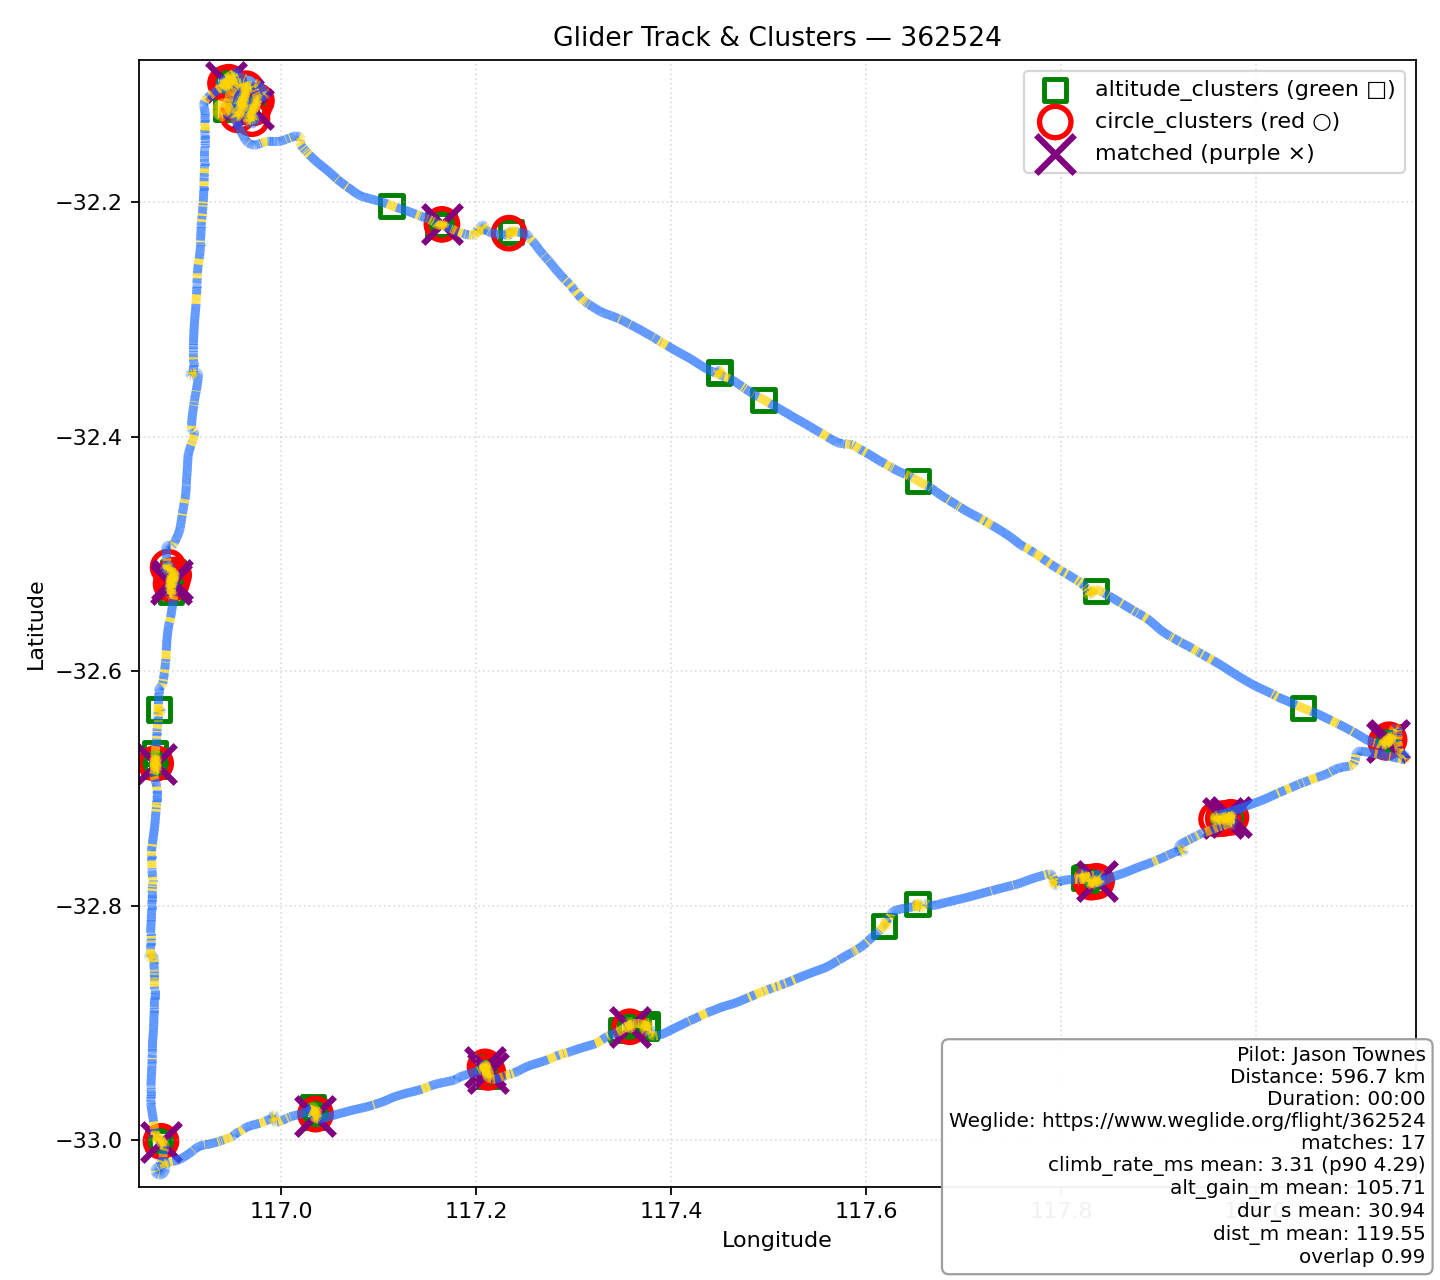 Glider Track & Clusters — 362524
altitude_clusters (green □)
circle_clusters (red ○)
matched (purple ×)
Latitude
−32.2
−32.4
−32.6
−32.8
−33.0
117.0
117.2
117.4
117.6
117.8
Longitude
Pilot: Jason Townes
Distance: 596.7 km
Duration: 00:00
Weglide: https://www.weglide.org/flight/362524
matches: 17
climb_rate_ms mean: 3.31 (p90 4.29)
alt_gain_m mean: 105.71
dur_s mean: 30.94
dist_m mean: 119.55
overlap 0.99